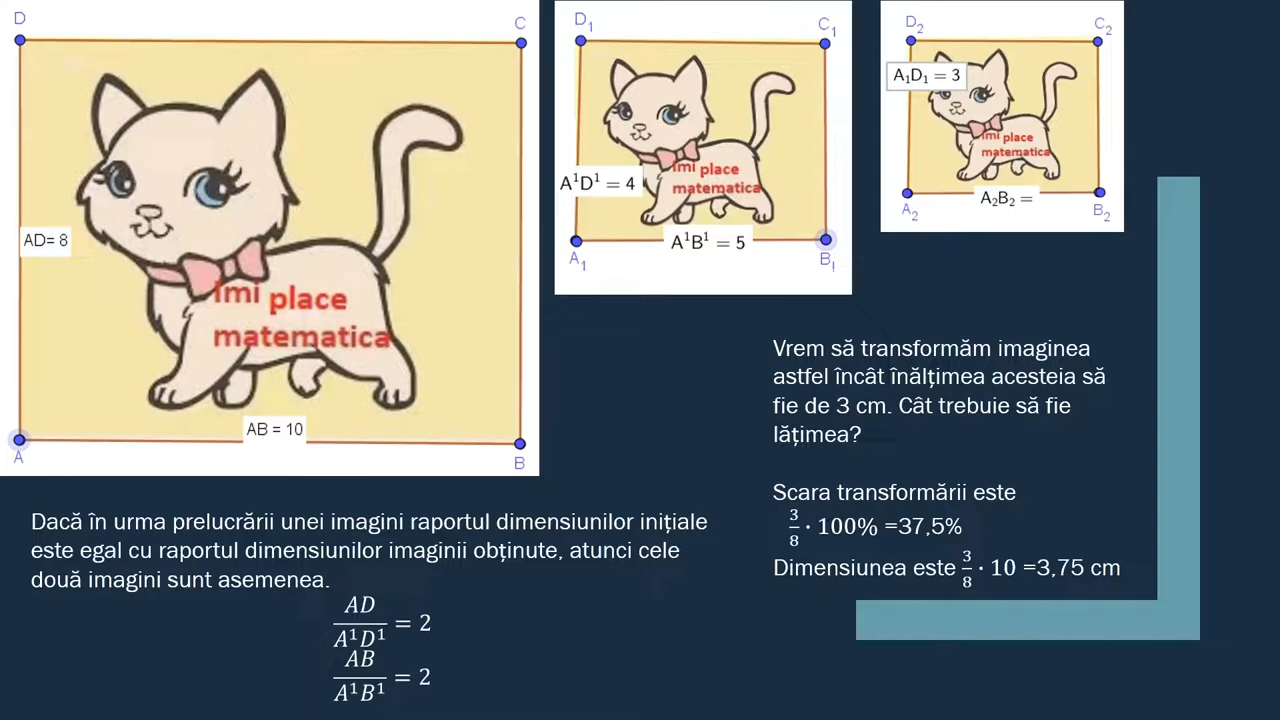 D
C
AD= 8
Imi place
matematica
AB = 10
A
B
D₁
C₁
A¹D¹ = 4
Imi place
matematica
A¹B¹ = 5
A₁
B₁
D₂
C₂
A₁D₁ = 3
Imi place
matematica
A₂B₂ =
A₂
B₂
Vrem să transformăm imaginea
astfel încât înălțimea acesteia să
fie de 3 cm. Cât trebuie să fie
lățimea?
Scara transformării este
3/8 · 100% =37,5%
Dimensiunea este 3/8 · 10 =3,75 cm
Dacă în urma prelucrării unei imagini raportul dimensiunilor inițiale
este egal cu raportul dimensiunilor imaginii obținute, atunci cele
două imagini sunt asemenea.
AD/A¹D¹ = 2
AB/A¹B¹ = 2